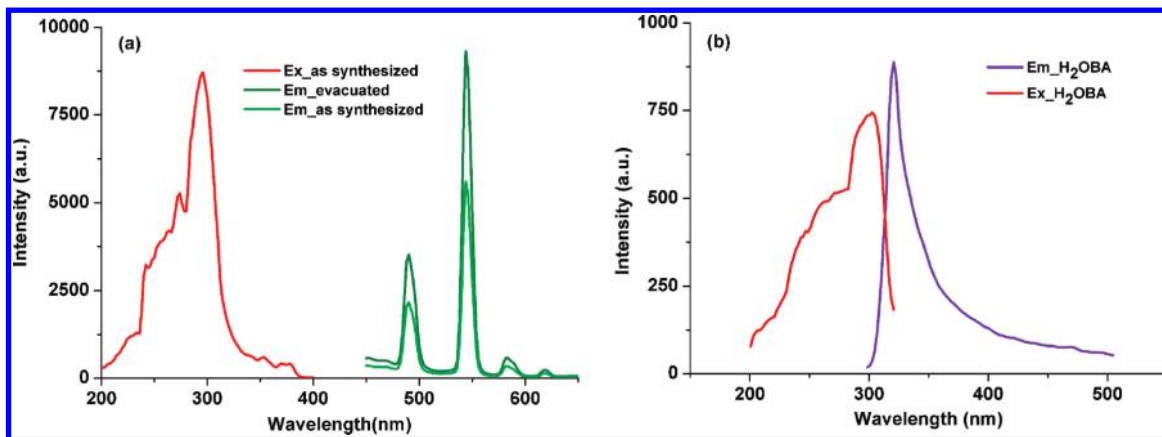 (a)
Ex_as synthesized
Em_evacuated
Em_as synthesized
Intensity (a.u.)
10000
7500
5000
2500
0
200
300
400
500
600
Wavelength(nm)
(b)
Em_H₂OBA
Ex_H₂OBA
Intensity (a.u.)
1000
750
500
250
0
200
300
400
500
Wavelength (nm)